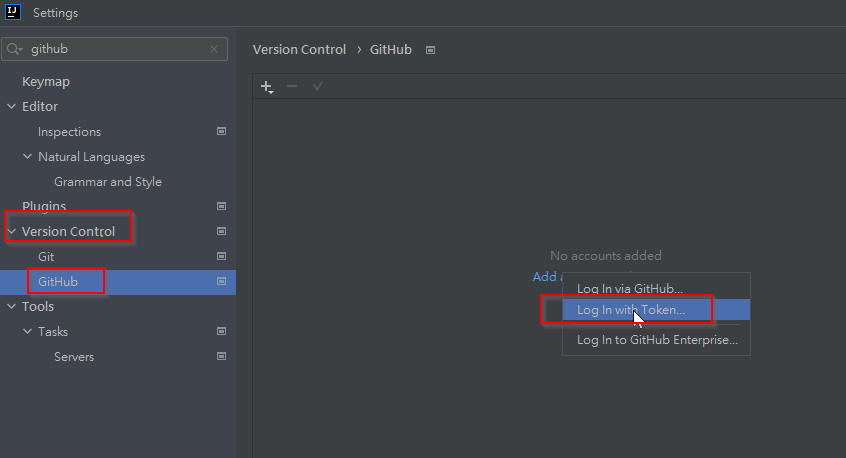 IJ
Settings
github
Keymap
Editor
Inspections
Natural Languages
Grammar and Style
Plugins
Version Control
Git
GitHub
Tools
Tasks
Servers
Version Control › GitHub
No accounts added
Add
Log In via GitHub...
Log In with Token...
Log In to GitHub Enterprise...